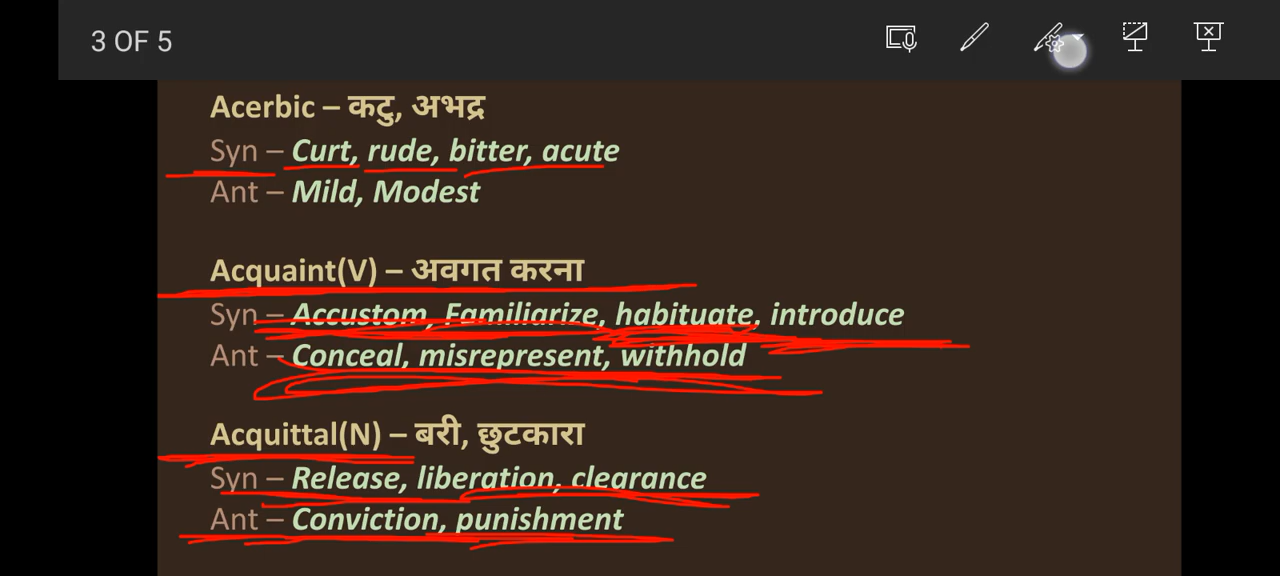 3 OF 5
Acerbic – कटु, अभद्र
Syn – Curt, rude, bitter, acute
Ant – Mild, Modest
Acquaint(V) – अवगत करना
Syn – Accustom, Familiarize, habituate, introduce
Ant – Conceal, misrepresent, withhold
Acquittal(N) – बरी, छुटकारा
Syn – Release, liberation, clearance
Ant – Conviction, punishment